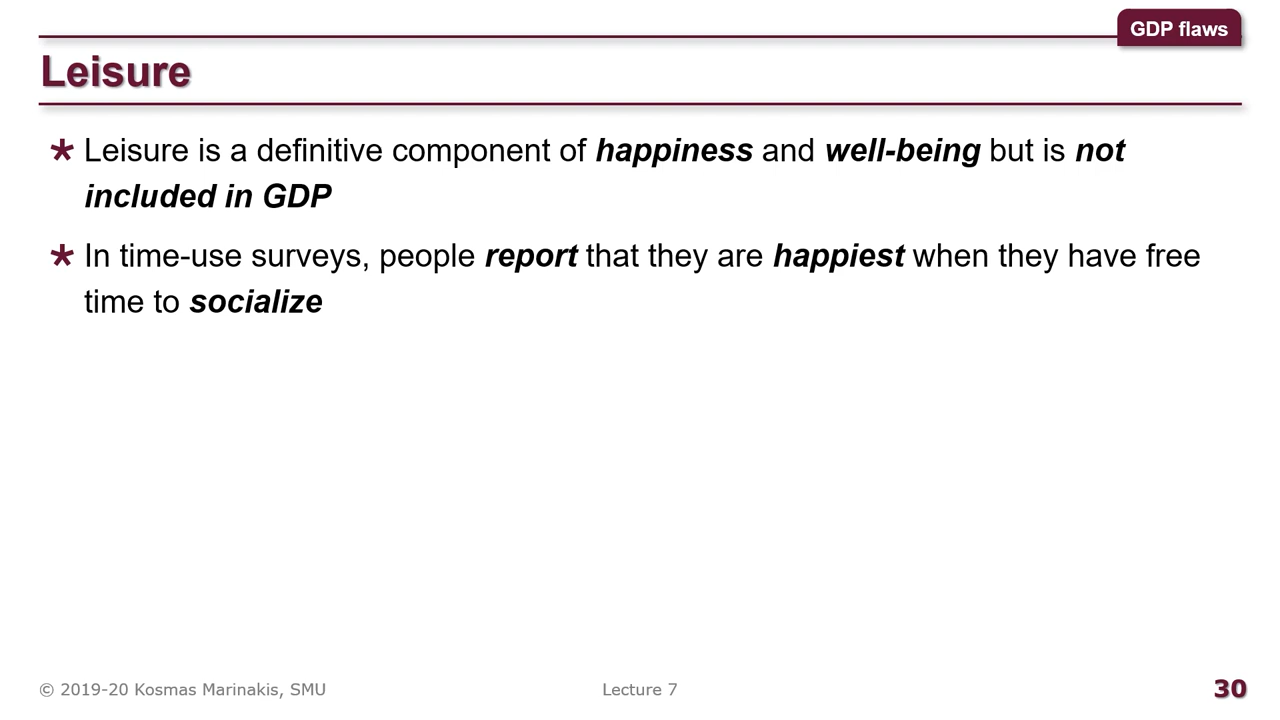 GDP flaws
Leisure
* Leisure is a definitive component of happiness and well-being but is not
included in GDP
* In time-use surveys, people report that they are happiest when they have free
time to socialize
© 2019-20 Kosmas Marinakis, SMU
Lecture 7
30